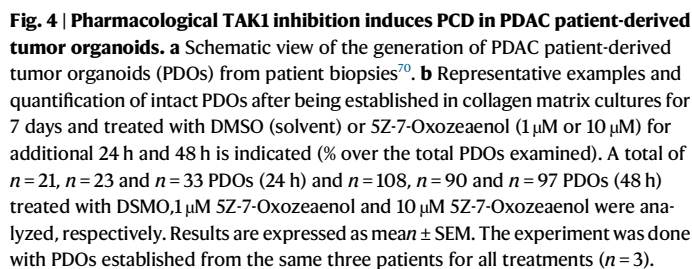 Fig. 4 | Pharmacological TAK1 inhibition induces PCD in PDAC patient-derived
tumor organoids. a Schematic view of the generation of PDAC patient-derived
tumor organoids (PDOs) from patient biopsies70. b Representative examples and
quantification of intact PDOs after being established in collagen matrix cultures for
7 days and treated with DMSO (solvent) or 5Z-7-Oxozeaenol (1 μM or 10 μM) for
additional 24 h and 48 h is indicated (% over the total PDOs examined). A total of
n = 21, n = 23 and n = 33 PDOs (24 h) and n = 108, n = 90 and n = 97 PDOs (48 h)
treated with DSMO,1 μM 5Z-7-Oxozeaenol and 10 μM 5Z-7-Oxozeaenol were ana-
lyzed, respectively. Results are expressed as mean ± SEM. The experiment was done
with PDOs established from the same three patients for all treatments (n = 3).